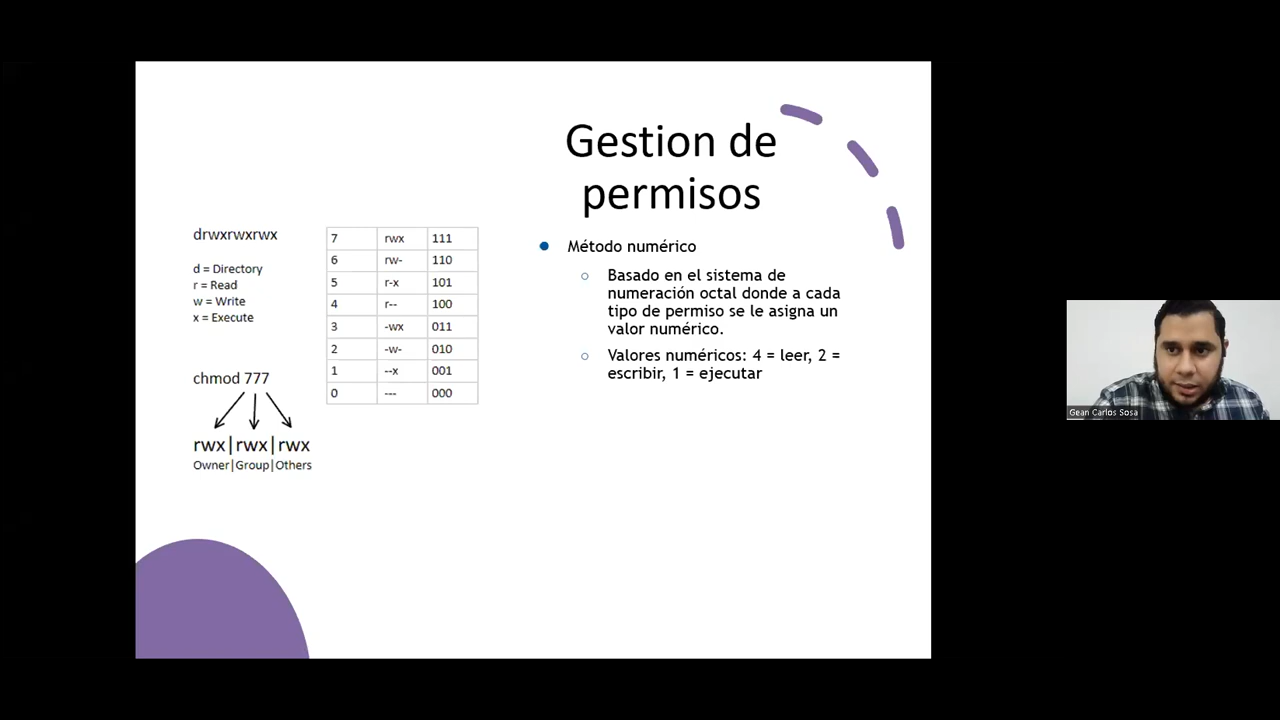 Gestion de
permisos
drwxrwxrwx
d = Directory
r = Read
w = Write
x = Execute
chmod 777
rwx|rwx|rwx
Owner|Group|Others
7 rwx 111
6 rw- 110
5 r-x 101
4 r-- 100
3 -wx 011
2 -w- 010
1 --x 001
0 --- 000
● Método numérico
○ Basado en el sistema de
numeración octal donde a cada
tipo de permiso se le asigna un
valor numérico.
○ Valores numéricos: 4 = leer, 2 =
escribir, 1 = ejecutar
Gean Carlos Sosa